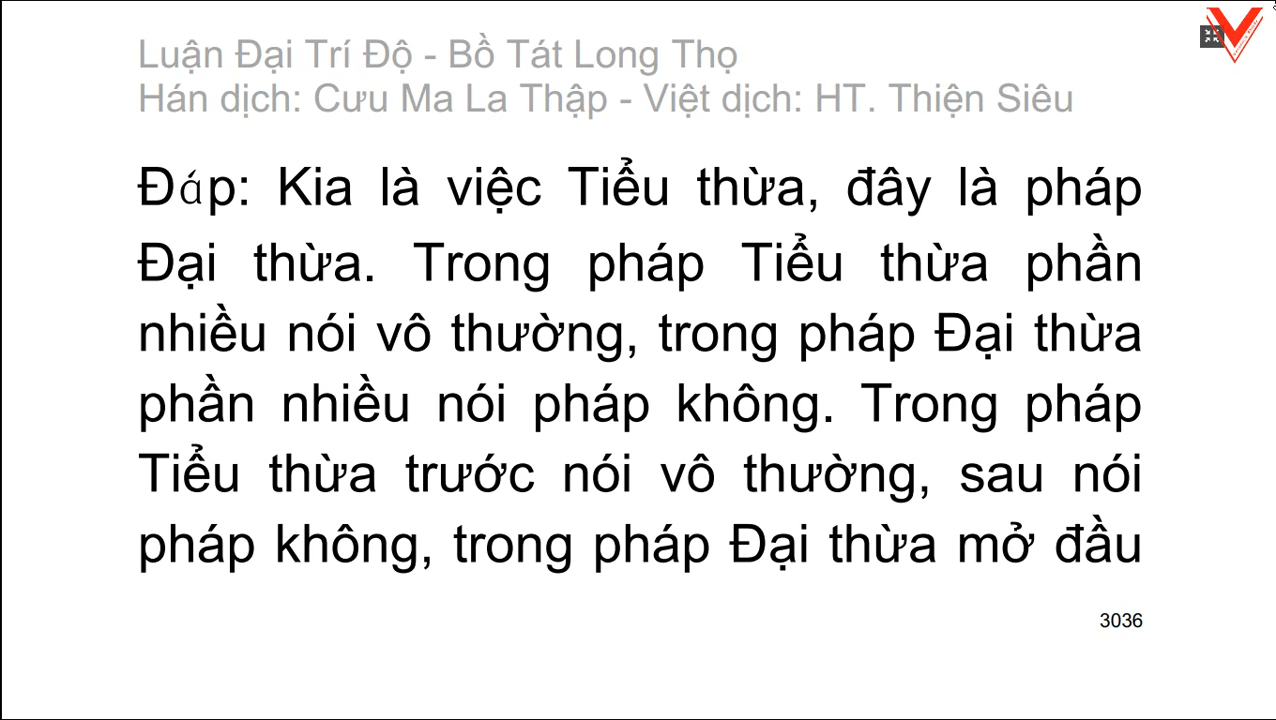 Luận Đại Trí Độ - Bồ Tát Long Thọ
Hán dịch: Cưu Ma La Thập - Việt dịch: HT. Thiện Siêu
Đáp: Kia là việc Tiểu thừa, đây là pháp
Đại thừa. Trong pháp Tiểu thừa phần
nhiều nói vô thường, trong pháp Đại thừa
phần nhiều nói pháp không. Trong pháp
Tiểu thừa trước nói vô thường, sau nói
pháp không, trong pháp Đại thừa mở đầu
3036